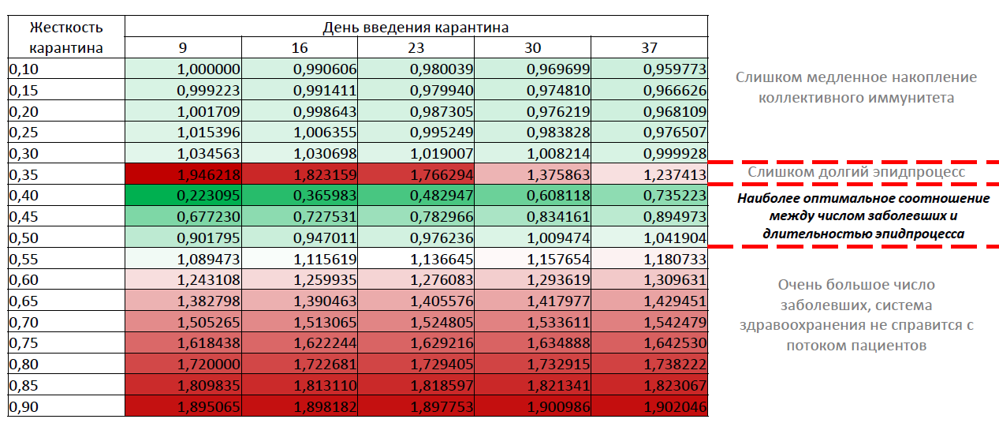 Жесткость карантина
День введения карантина
9 16 23 30 37
0,10 1,000000 0,990606 0,980039 0,969699 0,959773
0,15 0,999223 0,991411 0,979940 0,974810 0,966626
0,20 1,001709 0,998643 0,987305 0,976219 0,968109
0,25 1,015396 1,006355 0,995249 0,983828 0,976507
0,30 1,034563 1,030698 1,019007 1,008214 0,999928
0,35 1,946218 1,823159 1,766294 1,375863 1,237413
0,40 0,223095 0,365983 0,482947 0,608118 0,735223
0,45 0,677230 0,727531 0,782966 0,834161 0,894973
0,50 0,901795 0,947011 0,976236 1,009474 1,041904
0,55 1,089473 1,115619 1,136645 1,157654 1,180733
0,60 1,243108 1,259935 1,276083 1,293619 1,309631
0,65 1,382798 1,390463 1,405576 1,417977 1,429451
0,70 1,505265 1,513065 1,524805 1,533611 1,542479
0,75 1,618438 1,622244 1,629216 1,634888 1,642530
0,80 1,720000 1,722681 1,729405 1,732915 1,738222
0,85 1,809835 1,813110 1,818597 1,821341 1,823067
0,90 1,895065 1,898182 1,897753 1,900986 1,902046
Слишком медленное накопление
коллективного иммунитета
Слишком долгий эпидпроцесс
Наиболее оптимальное соотношение
между числом заболевших и
длительностью эпидпроцесса
Очень большое число
заболевших, система
здравоохранения не справится с
потоком пациентов